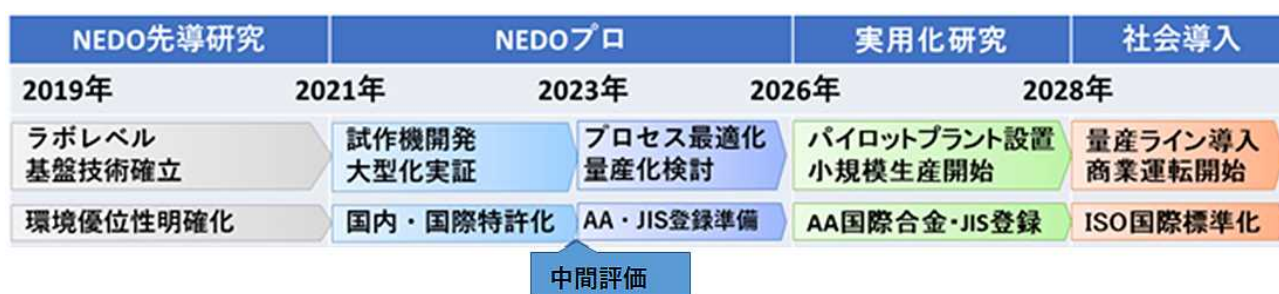 NEDO先導研究 NEDOプロ 実用化研究 社会導入
2019年 2021年 2023年 2026年 2028年
ラボレベル
基盤技術確立
試作機開発
大型化実証
プロセス最適化
量産化検討
パイロットプラント設置
小規模生産開始
量産ライン導入
商業運転開始
環境優位性明確化
国内・国際特許化
AA・JIS登録準備
AA国際合金・JIS登録
ISO国際標準化
中間評価